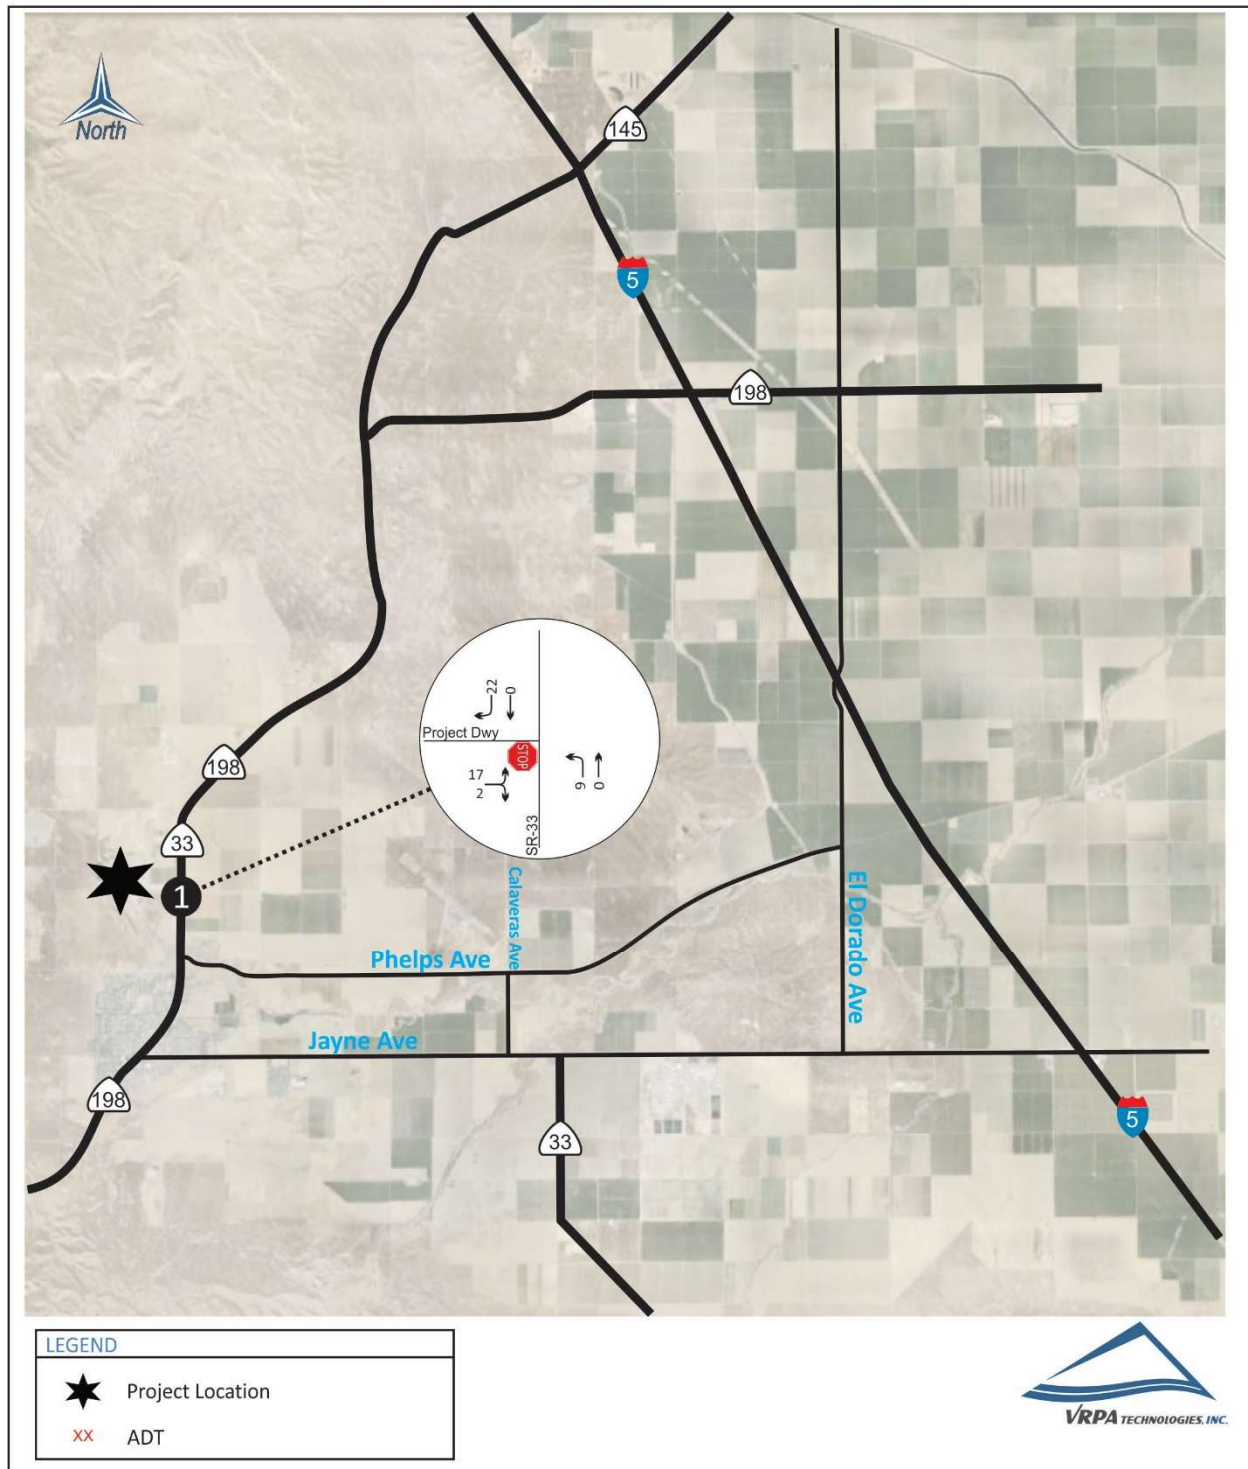 North
145
5
198
22
0
Project Dwy
STOP
17
2
9
0
SR-33
198
33
1
Calaveras Ave
El Dorado Ave
Phelps Ave
Jayne Ave
198
33
5
LEGEND
Project Location
XX ADT
VRPA TECHNOLOGIES, INC.